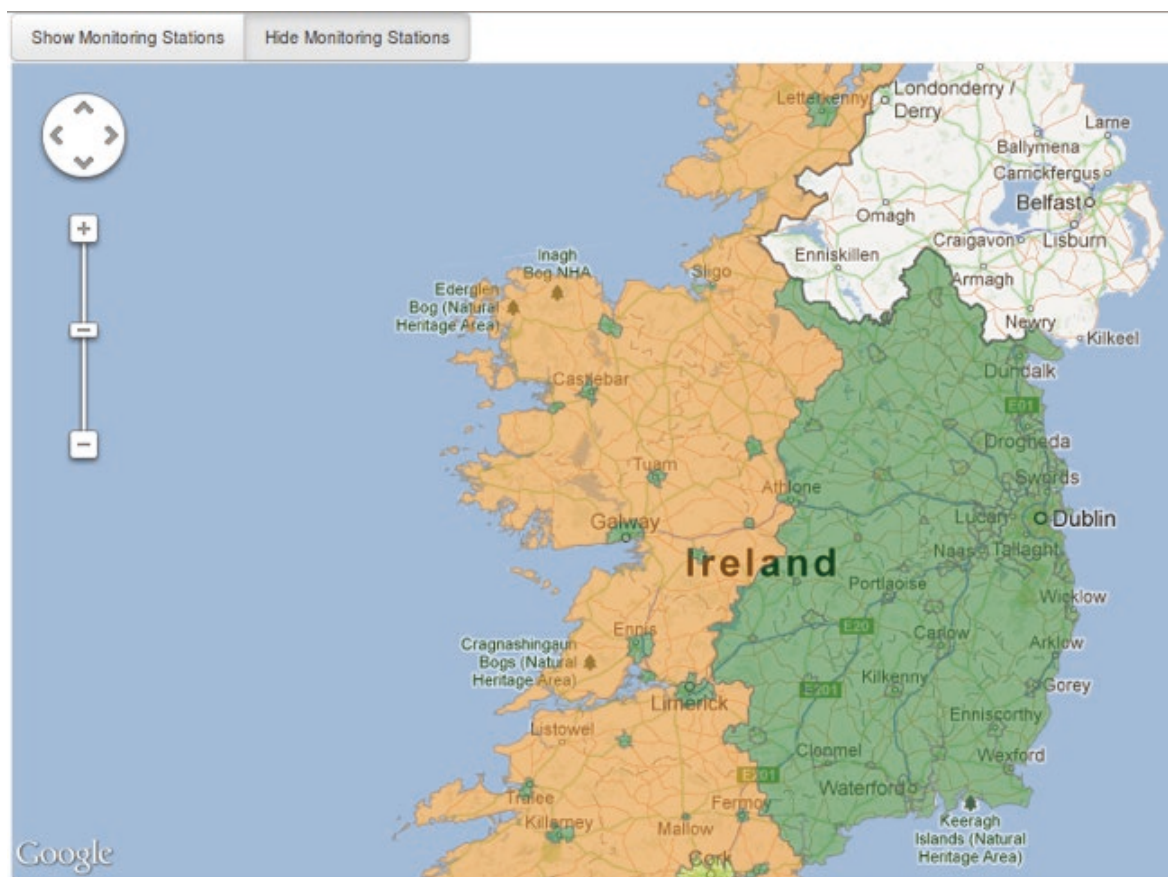 Show Monitoring Stations
Hide Monitoring Stations
Letterkenny
Londonderry /
Derry
Larne
Ballymena
Carrickfergus
Belfast
Omagh
Craigavon
Lisburn
Enniskillen
Armagh
Newry
Kilkeel
Inagh
Bog NHA
Sligo
Ederglen
Bog (Natural
Heritage Area)
Dundalk
Castlebar
E01
Drogheda
Tuam
Swords
Athlone
Galway
Lucan
Dublin
Ireland
Naas
Tallaght
Portlaoise
Wicklow
Ennis
E20
Carlow
Arklow
Cragnashingaun
Bogs (Natural
Heritage Area)
Limerick
E201
Kilkenny
Gorey
Listowel
Enniscorthy
Clonmel
Wexford
E201
Tralee
Fermoy
Waterford
Killarney
Mallow
Keeragh
Islands (Natural
Heritage Area)
Cork
Google